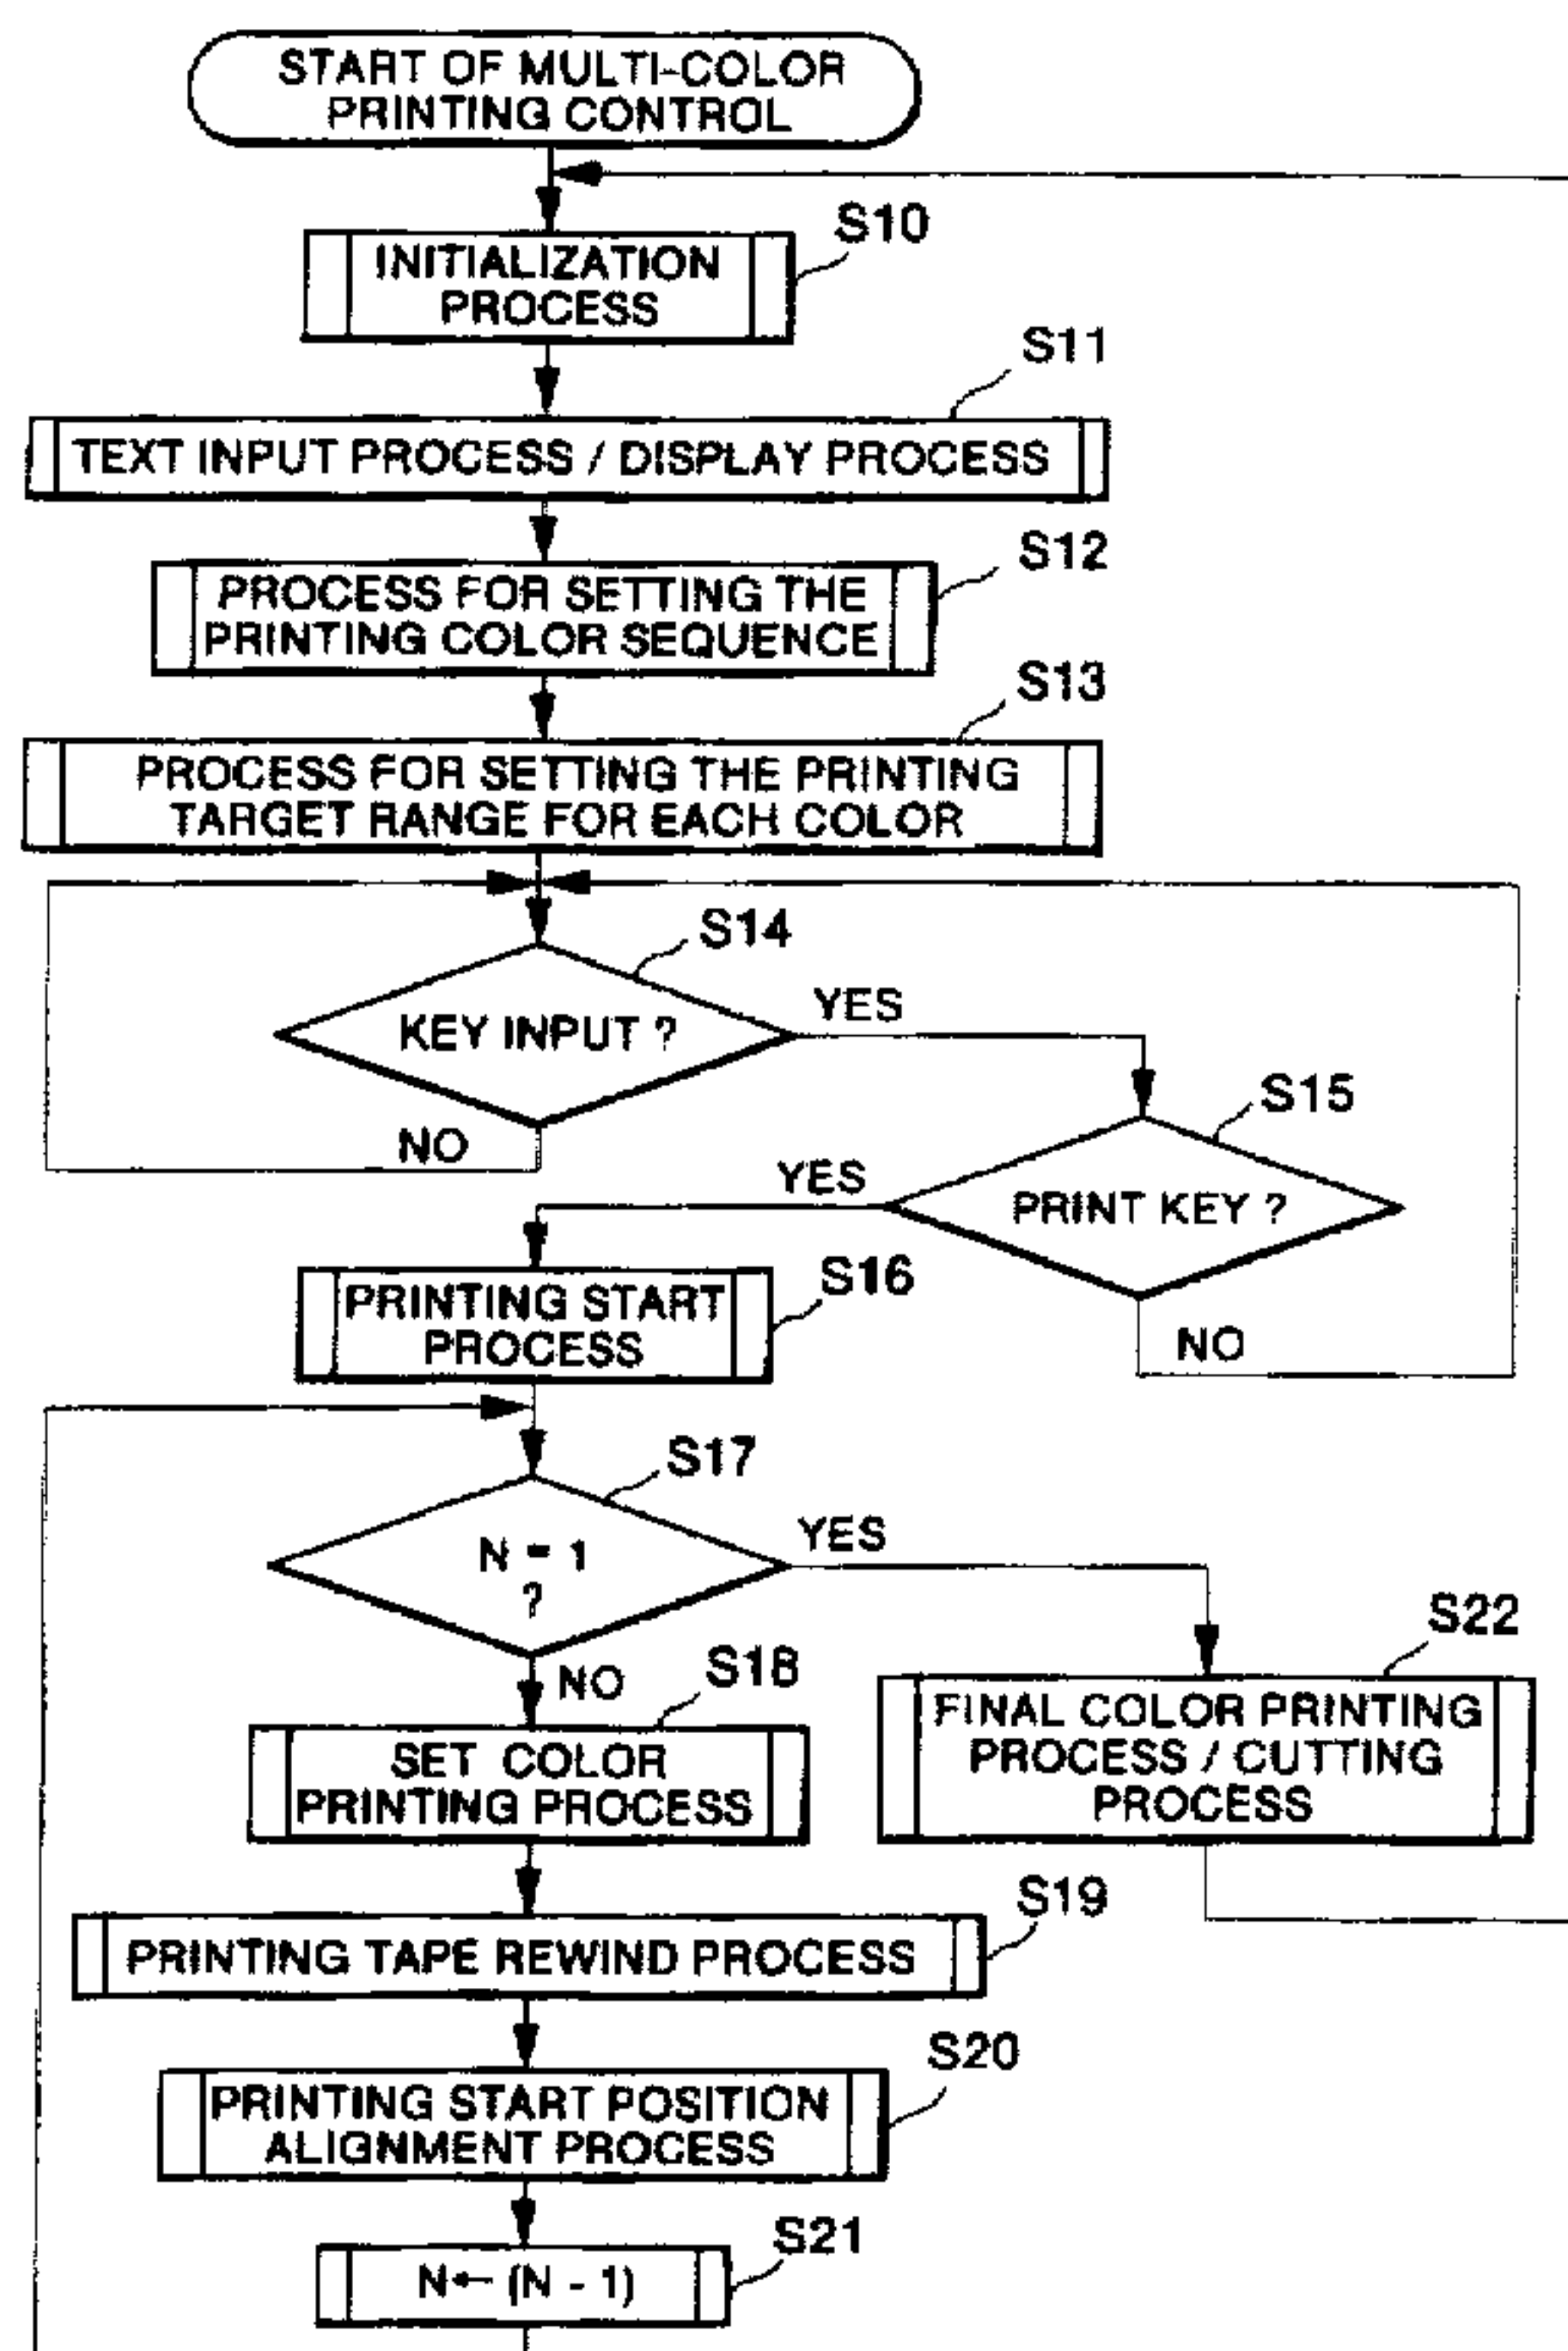 START OF MULTI-COLOR
PRINTING CONTROL
S10
INITIALIZATION
PROCESS
S11
TEXT INPUT PROCESS / DISPLAY PROCESS
S12
PROCESS FOR SETTING THE
PRINTING COLOR SEQUENCE
S13
PROCESS FOR SETTING THE PRINTING
TARGET RANGE FOR EACH COLOR
S14
KEY INPUT ?
YES
NO
S15
PRINT KEY ?
YES
NO
S16
PRINTING START
PROCESS
S17
N = 1
?
YES
NO
S18
SET COLOR
PRINTING PROCESS
S22
FINAL COLOR PRINTING
PROCESS / CUTTING
PROCESS
S19
PRINTING TAPE REWIND PROCESS
S20
PRINTING START POSITION
ALIGNMENT PROCESS
S21
N← (N - 1)